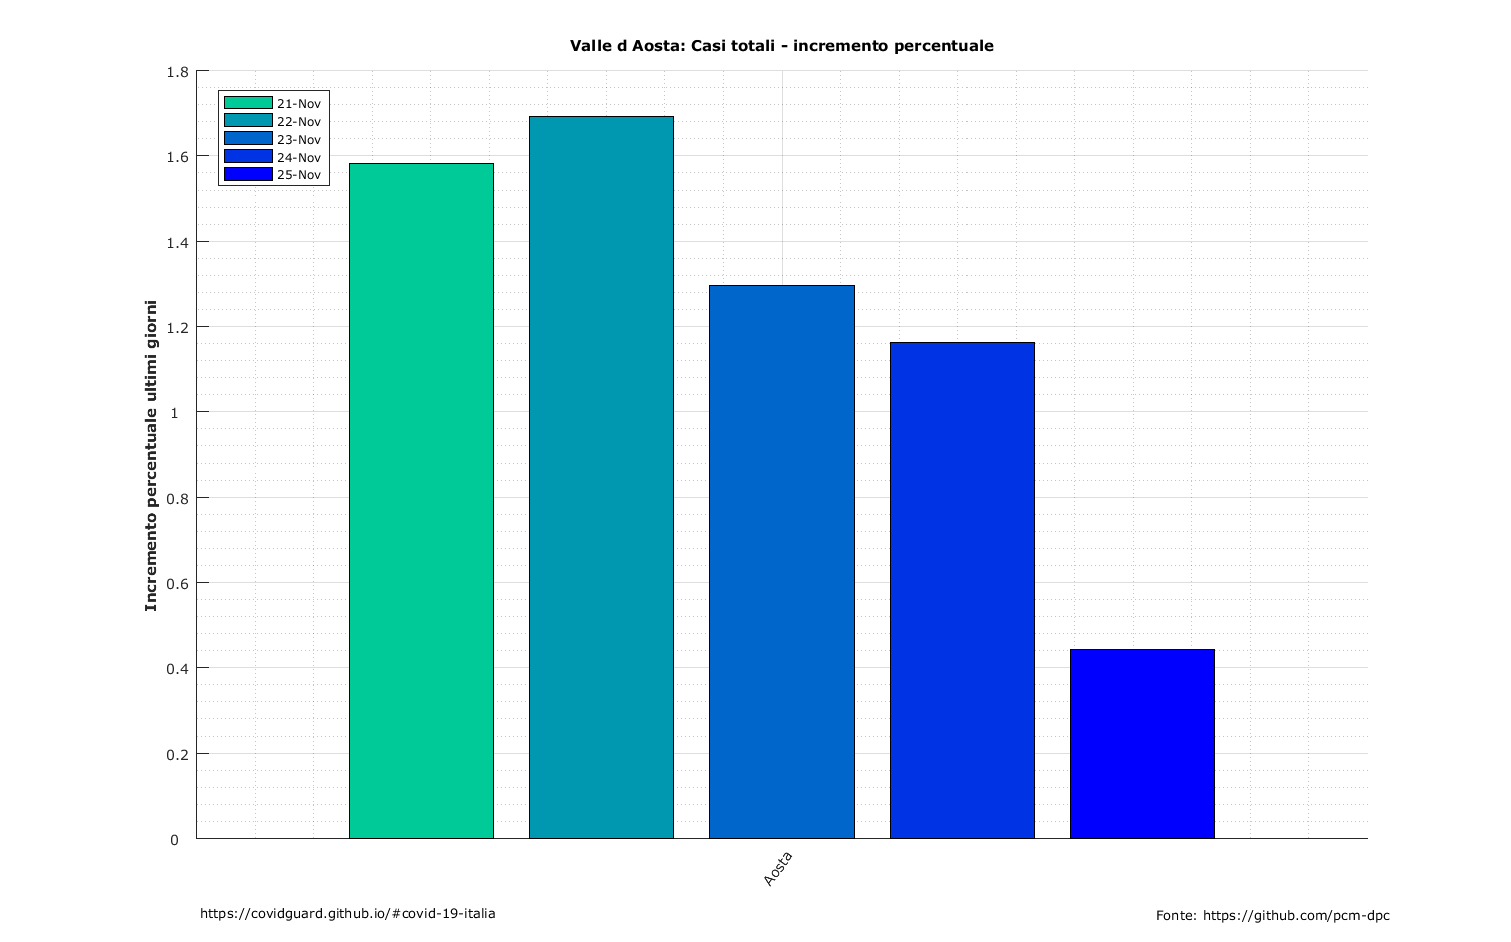 Valle d Aosta: Casi totali - incremento percentuale
1.8
1.6
1.4
1.2
1
0.8
0.6
0.4
0.2
0
Incremento percentuale ultimi giorni
21-Nov
22-Nov
23-Nov
24-Nov
25-Nov
Aosta
https://covidguard.github.io/#covid-19-italia
Fonte: https://github.com/pcm-dpc